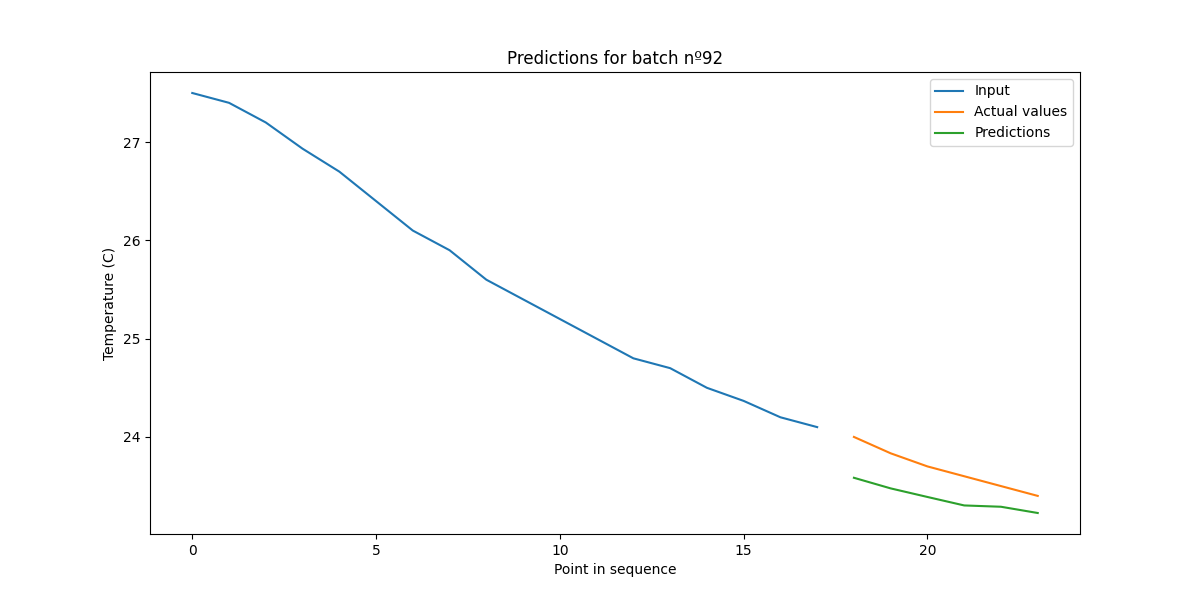 Predictions for batch nº92
Input
Actual values
Predictions
27
26
25
24
Temperature (C)
0
5
10
15
20
Point in sequence